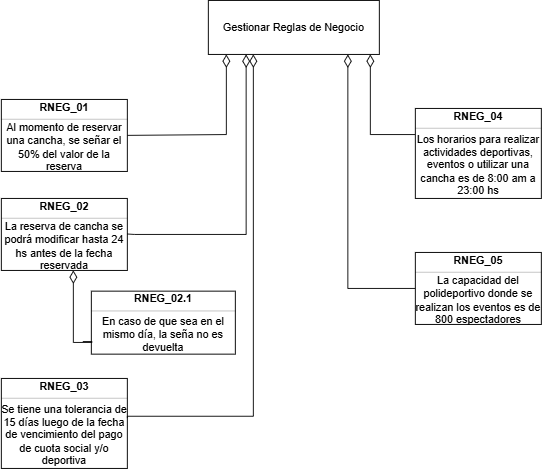 Gestionar Reglas de Negocio
RNEG_01
Al momento de reservar
una cancha, se señar el
50% del valor de la
reserva
RNEG_02
La reserva de cancha se
podrá modificar hasta 24
hs antes de la fecha
reservada
RNEG_02.1
En caso de que sea en el
mismo día, la seña no es
devuelta
RNEG_03
Se tiene una tolerancia de
15 días luego de la fecha
de vencimiento del pago
de cuota social y/o
deportiva
RNEG_04
Los horarios para realizar
actividades deportivas,
eventos o utilizar una
cancha es de 8:00 am a
23:00 hs
RNEG_05
La capacidad del
polideportivo donde se
realizan los eventos es de
800 espectadores